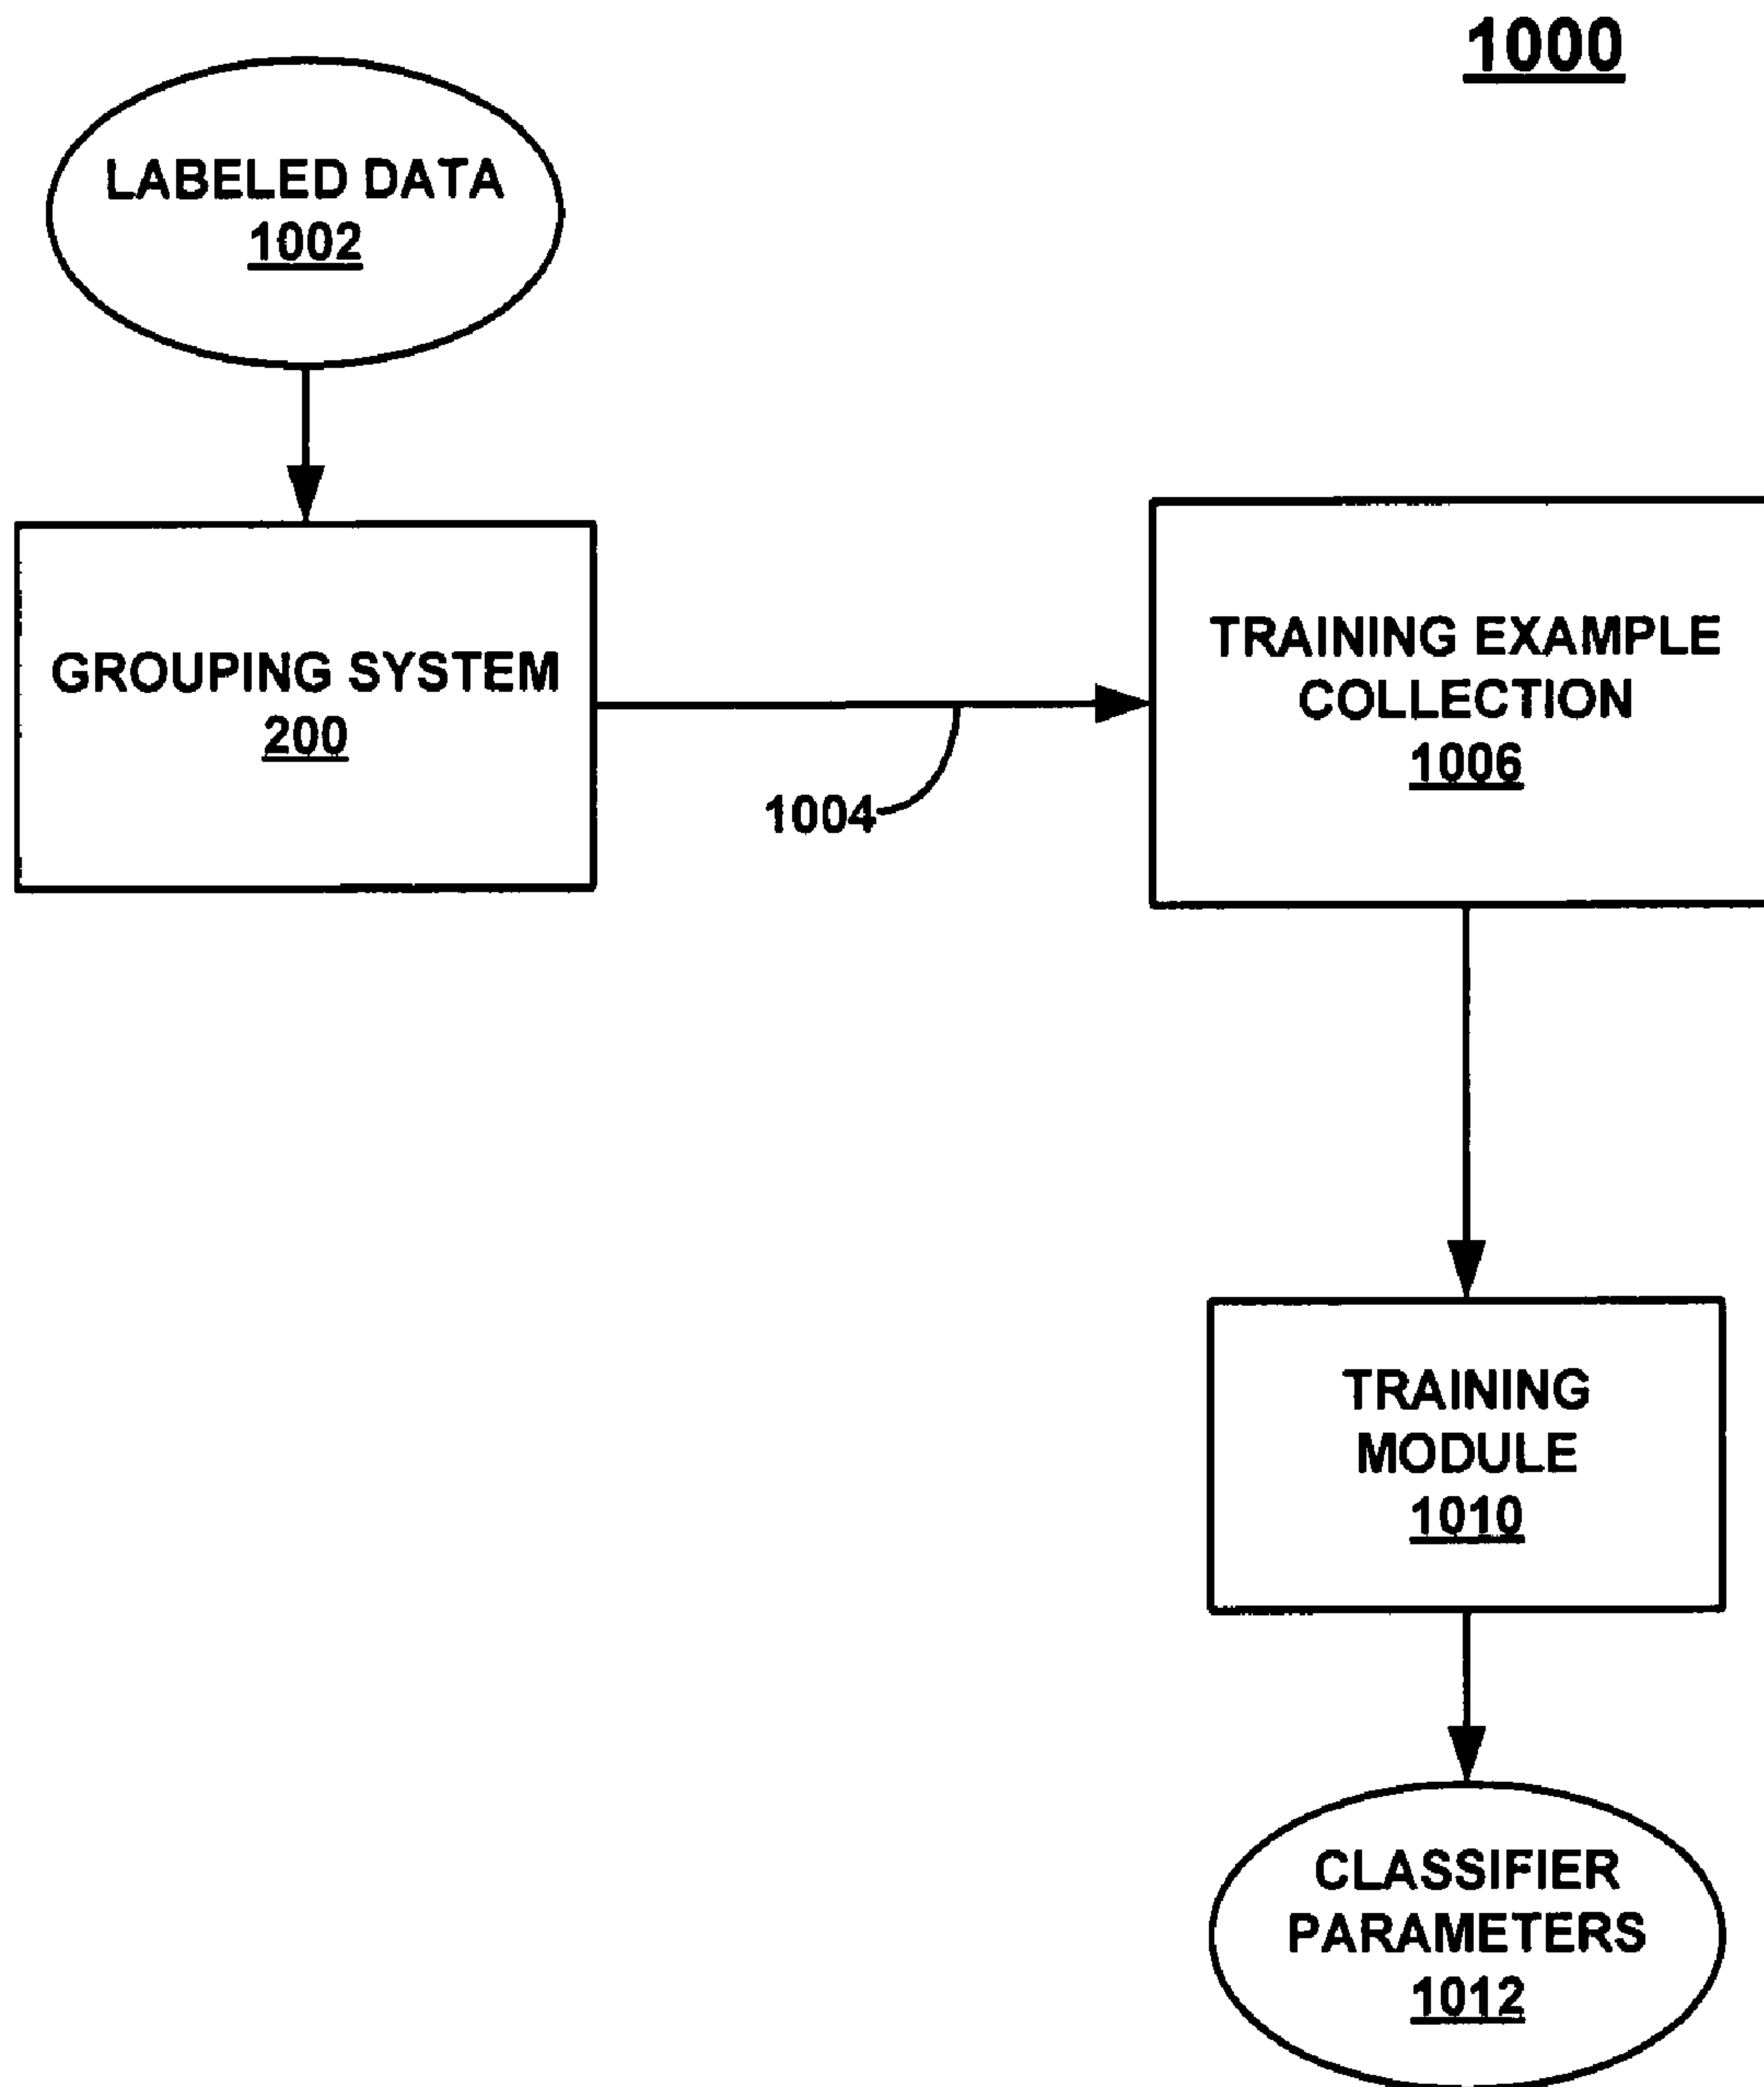 1000
LABELED DATA
1002
GROUPING SYSTEM
200
1004
TRAINING EXAMPLE
COLLECTION
1006
TRAINING
MODULE
1010
CLASSIFIER
PARAMETERS
1012